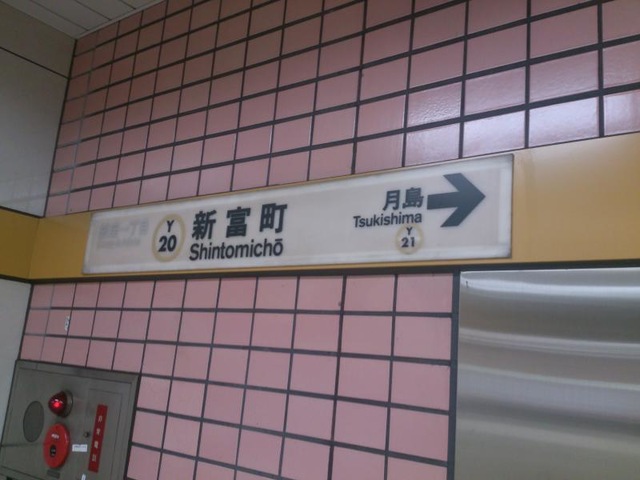 Y
20
新富町
Shintomichō
月島
Tsukishima
Y
21